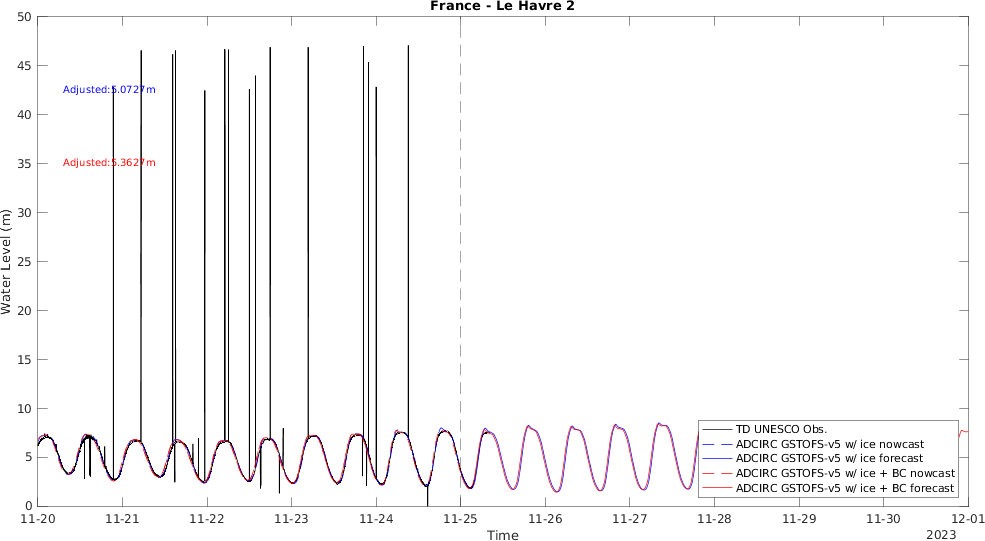 France - Le Havre 2
50
45
40
35
30
25
20
15
10
5
0
Water Level (m)
Adjusted:5.0727m
Adjusted:5.3627m
TD UNESCO Obs.
ADCIRC GSTOFS-v5 w/ ice nowcast
ADCIRC GSTOFS-v5 w/ ice forecast
ADCIRC GSTOFS-v5 w/ ice + BC nowcast
ADCIRC GSTOFS-v5 w/ ice + BC forecast
11-20 11-21 11-22 11-23 11-24 11-25 11-26 11-27 11-28 11-29 11-30 12-01
Time
2023